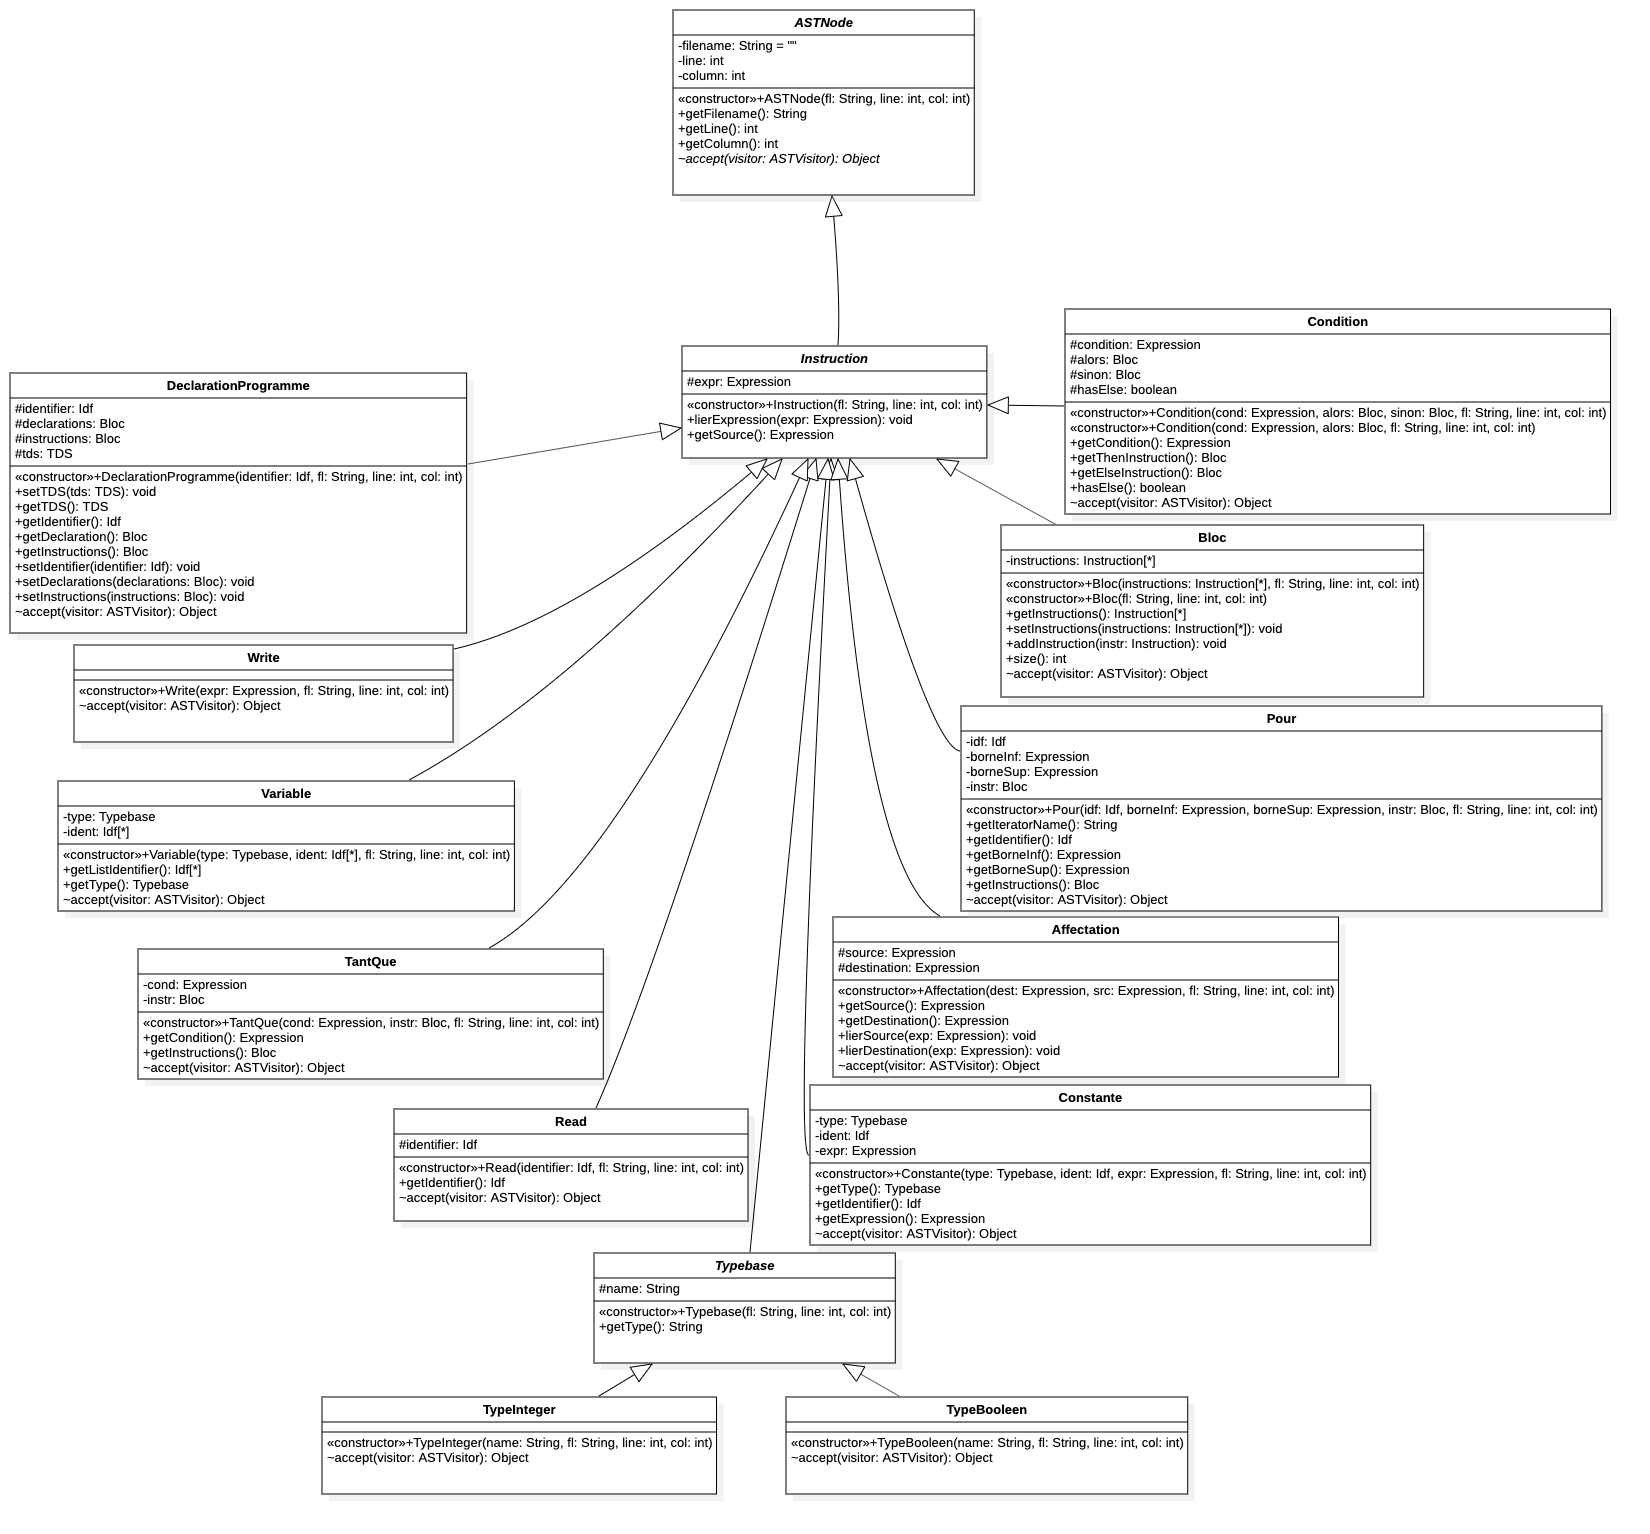 ASTNode
-filename: String = ""
-line: int
-column: int
«constructor»+ASTNode(fl: String, line: int, col: int)
+getFilename(): String
+getLine(): int
+getColumn(): int
~accept(visitor: ASTVisitor): Object
Condition
#condition: Expression
#alors: Bloc
#sinon: Bloc
#hasElse: boolean
«constructor»+Condition(cond: Expression, alors: Bloc, sinon: Bloc, fl: String, line: int, col: int)
«constructor»+Condition(cond: Expression, alors: Bloc, fl: String, line: int, col: int)
+getCondition(): Expression
+getThenInstruction(): Bloc
+getElseInstruction(): Bloc
+hasElse(): boolean
~accept(visitor: ASTVisitor): Object
Instruction
#expr: Expression
«constructor»+Instruction(fl: String, line: int, col: int)
+lierExpression(expr: Expression): void
+getSource(): Expression
DeclarationProgramme
#identifier: Idf
#declarations: Bloc
#instructions: Bloc
#tds: TDS
«constructor»+DeclarationProgramme(identifier: Idf, fl: String, line: int, col: int)
+setTDS(tds: TDS): void
+getTDS(): TDS
+getIdentifier(): Idf
+getDeclaration(): Bloc
+getInstructions(): Bloc
+setIdentifier(identifier: Idf): void
+setDeclarations(declarations: Bloc): void
+setInstructions(instructions: Bloc): void
~accept(visitor: ASTVisitor): Object
Bloc
-instructions: Instruction[*]
«constructor»+Bloc(instructions: Instruction[*], fl: String, line: int, col: int)
«constructor»+Bloc(fl: String, line: int, col: int)
+getInstructions(): Instruction[*]
+setInstructions(instructions: Instruction[*]): void
+addInstruction(instr: Instruction): void
+size(): int
~accept(visitor: ASTVisitor): Object
Write
«constructor»+Write(expr: Expression, fl: String, line: int, col: int)
~accept(visitor: ASTVisitor): Object
Pour
-idf: Idf
-borneInf: Expression
-borneSup: Expression
-instr: Bloc
«constructor»+Pour(idf: Idf, borneInf: Expression, borneSup: Expression, instr: Bloc, fl: String, line: int, col: int)
+getIteratorName(): String
+getIdentifier(): Idf
+getBorneInf(): Expression
+getBorneSup(): Expression
+getInstructions(): Bloc
~accept(visitor: ASTVisitor): Object
Variable
-type: Typebase
-ident: Idf[*]
«constructor»+Variable(type: Typebase, ident: Idf[*], fl: String, line: int, col: int)
+getListIdentifier(): Idf[*]
+getType(): Typebase
~accept(visitor: ASTVisitor): Object
Affectation
#source: Expression
#destination: Expression
«constructor»+Affectation(dest: Expression, src: Expression, fl: String, line: int, col: int)
+getSource(): Expression
+getDestination(): Expression
+lierSource(exp: Expression): void
+lierDestination(exp: Expression): void
~accept(visitor: ASTVisitor): Object
TantQue
-cond: Expression
-instr: Bloc
«constructor»+TantQue(cond: Expression, instr: Bloc, fl: String, line: int, col: int)
+getCondition(): Expression
+getInstructions(): Bloc
~accept(visitor: ASTVisitor): Object
Constante
-type: Typebase
-ident: Idf
-expr: Expression
«constructor»+Constante(type: Typebase, ident: Idf, expr: Expression, fl: String, line: int, col: int)
+getType(): Typebase
+getIdentifier(): Idf
+getExpression(): Expression
~accept(visitor: ASTVisitor): Object
Read
#identifier: Idf
«constructor»+Read(identifier: Idf, fl: String, line: int, col: int)
+getIdentifier(): Idf
~accept(visitor: ASTVisitor): Object
Typebase
#name: String
«constructor»+Typebase(fl: String, line: int, col: int)
+getType(): String
TypeInteger
«constructor»+TypeInteger(name: String, fl: String, line: int, col: int)
~accept(visitor: ASTVisitor): Object
TypeBooleen
«constructor»+TypeBooleen(name: String, fl: String, line: int, col: int)
~accept(visitor: ASTVisitor): Object